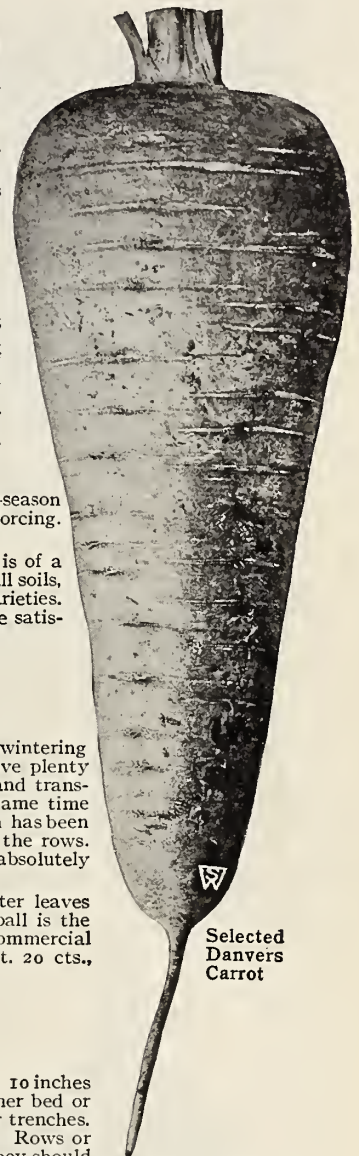 -season
orcing.
is of a
ll soils,
rieties.
e satis-
wintering
ve plenty
and trans-
ame time
has been
the rows.
absolutely
ter leaves
ball is the
ommercial
t. 20 cts.,
Selected
Danvers
Carrot
10 inches
her bed or
trenches.
Rows or
ey should